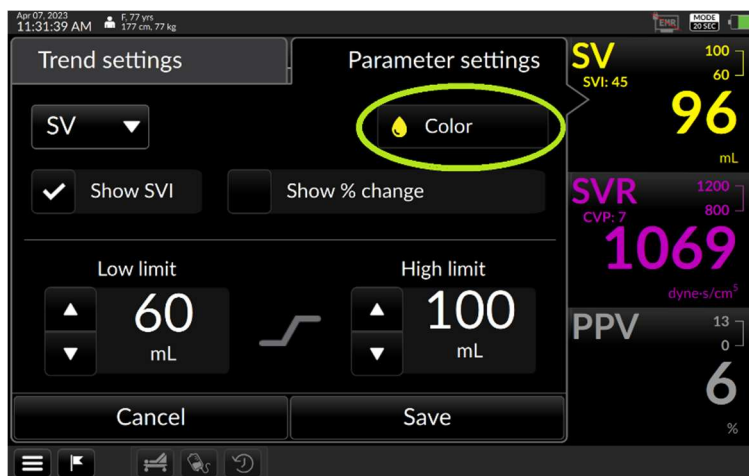 Apr 07, 2023
11:31:39 AM
F, 77 yrs
177 cm, 77 kg
EMR
MODE
20 SEC
Trend settings
Parameter settings
SV
Color
Show SVI
Show % change
Low limit
High limit
60
100
mL
mL
Cancel
Save
SV
100
60
SVI: 45
96
mL
SVR
1200
800
CVP: 7
1069
dyne·s/cm⁵
PPV
13
0
6
%